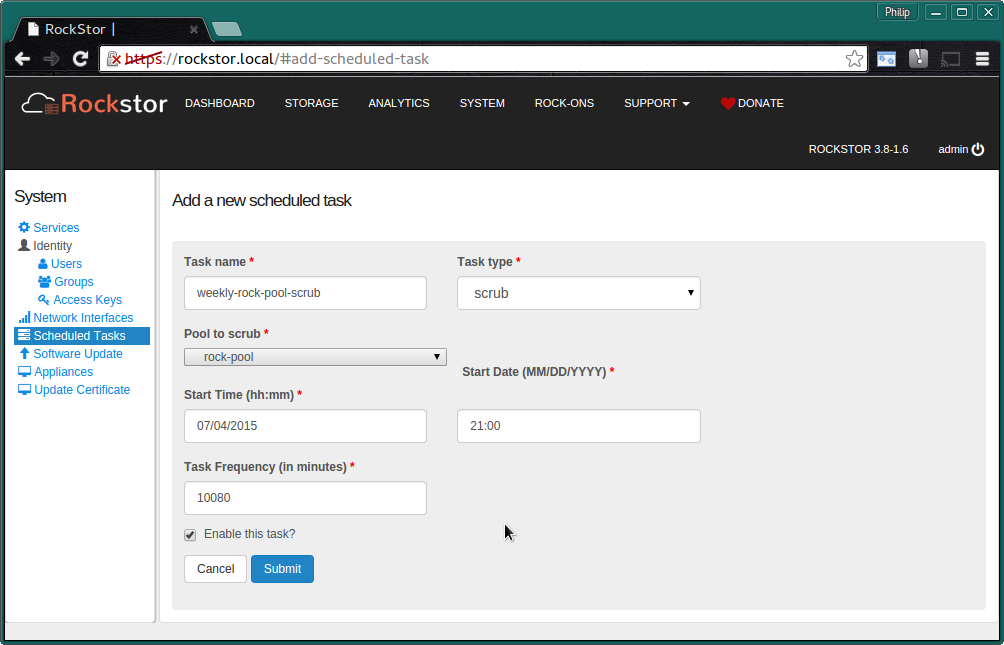 Philip
RockStor |
https://rockstor.local/#add-scheduled-task
Rockstor DASHBOARD STORAGE ANALYTICS SYSTEM ROCK-ONS SUPPORT DONATE
ROCKSTOR 3.8-1.6 admin
System
Services
Identity
Users
Groups
Access Keys
Network Interfaces
Scheduled Tasks
Software Update
Appliances
Update Certificate
Add a new scheduled task
Task name * Task type *
weekly-rock-pool-scrub scrub
Pool to scrub *
rock-pool
Start Date (MM/DD/YYYY) *
Start Time (hh:mm) *
07/04/2015 21:00
Task Frequency (in minutes) *
10080
Enable this task?
Cancel Submit